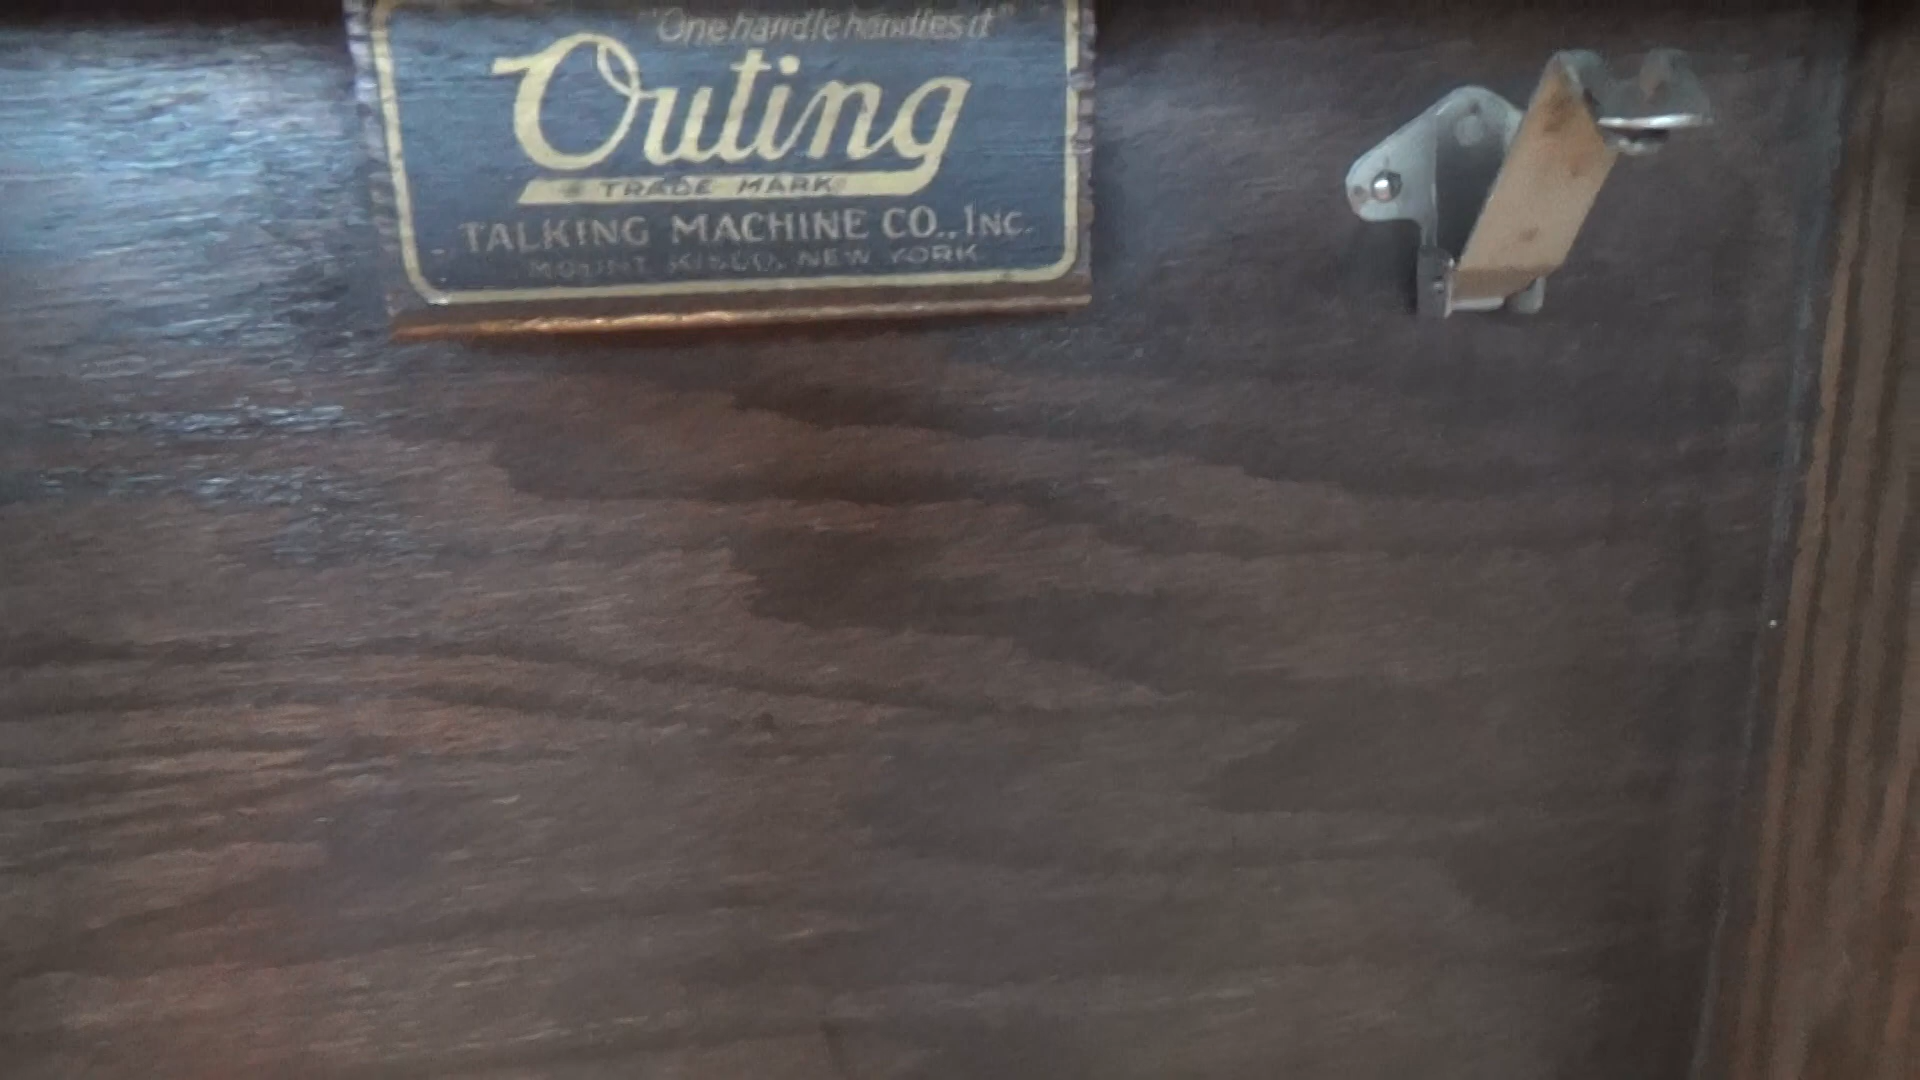 "One handle handles it"
Outing
TRADE MARK
TALKING MACHINE CO., INC.
MOUNT KISCO, NEW YORK